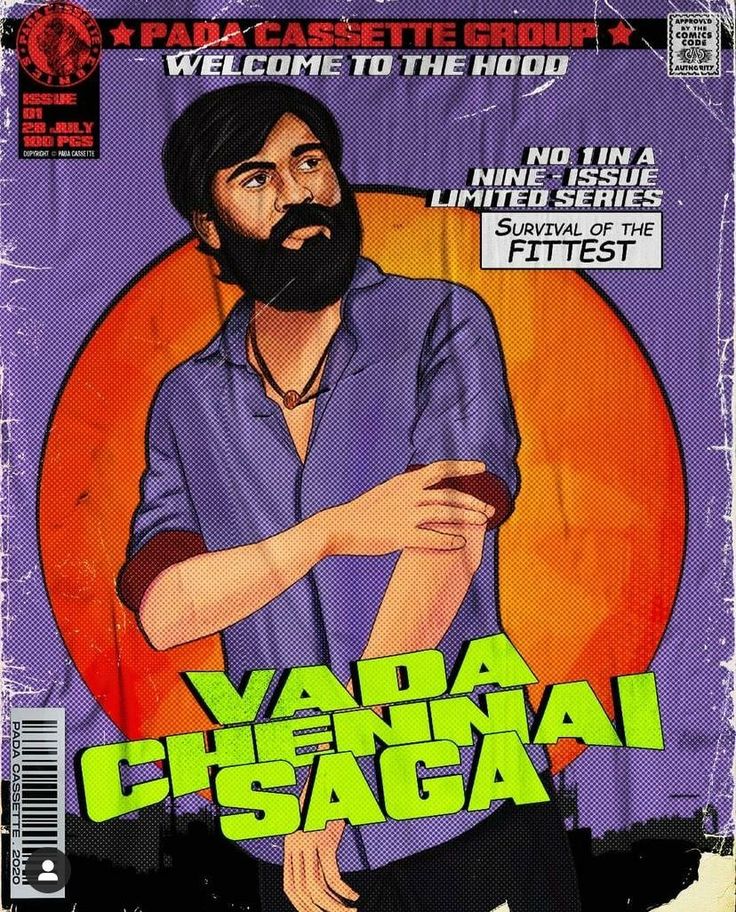 PADA CASSETTE GROUP
WELCOME TO THE HOOD
ISSUE
01
28 JULY
100 PGS
COPYRIGHT © PADA CASSETTE
APPROVED
BY THE
COMICS
CODE
AUTHORITY
NO. 1 IN A
NINE - ISSUE
LIMITED SERIES
SURVIVAL OF THE
FITTEST
VADA
CHENNAI
SAGA
PADA CASSETTE. 2020